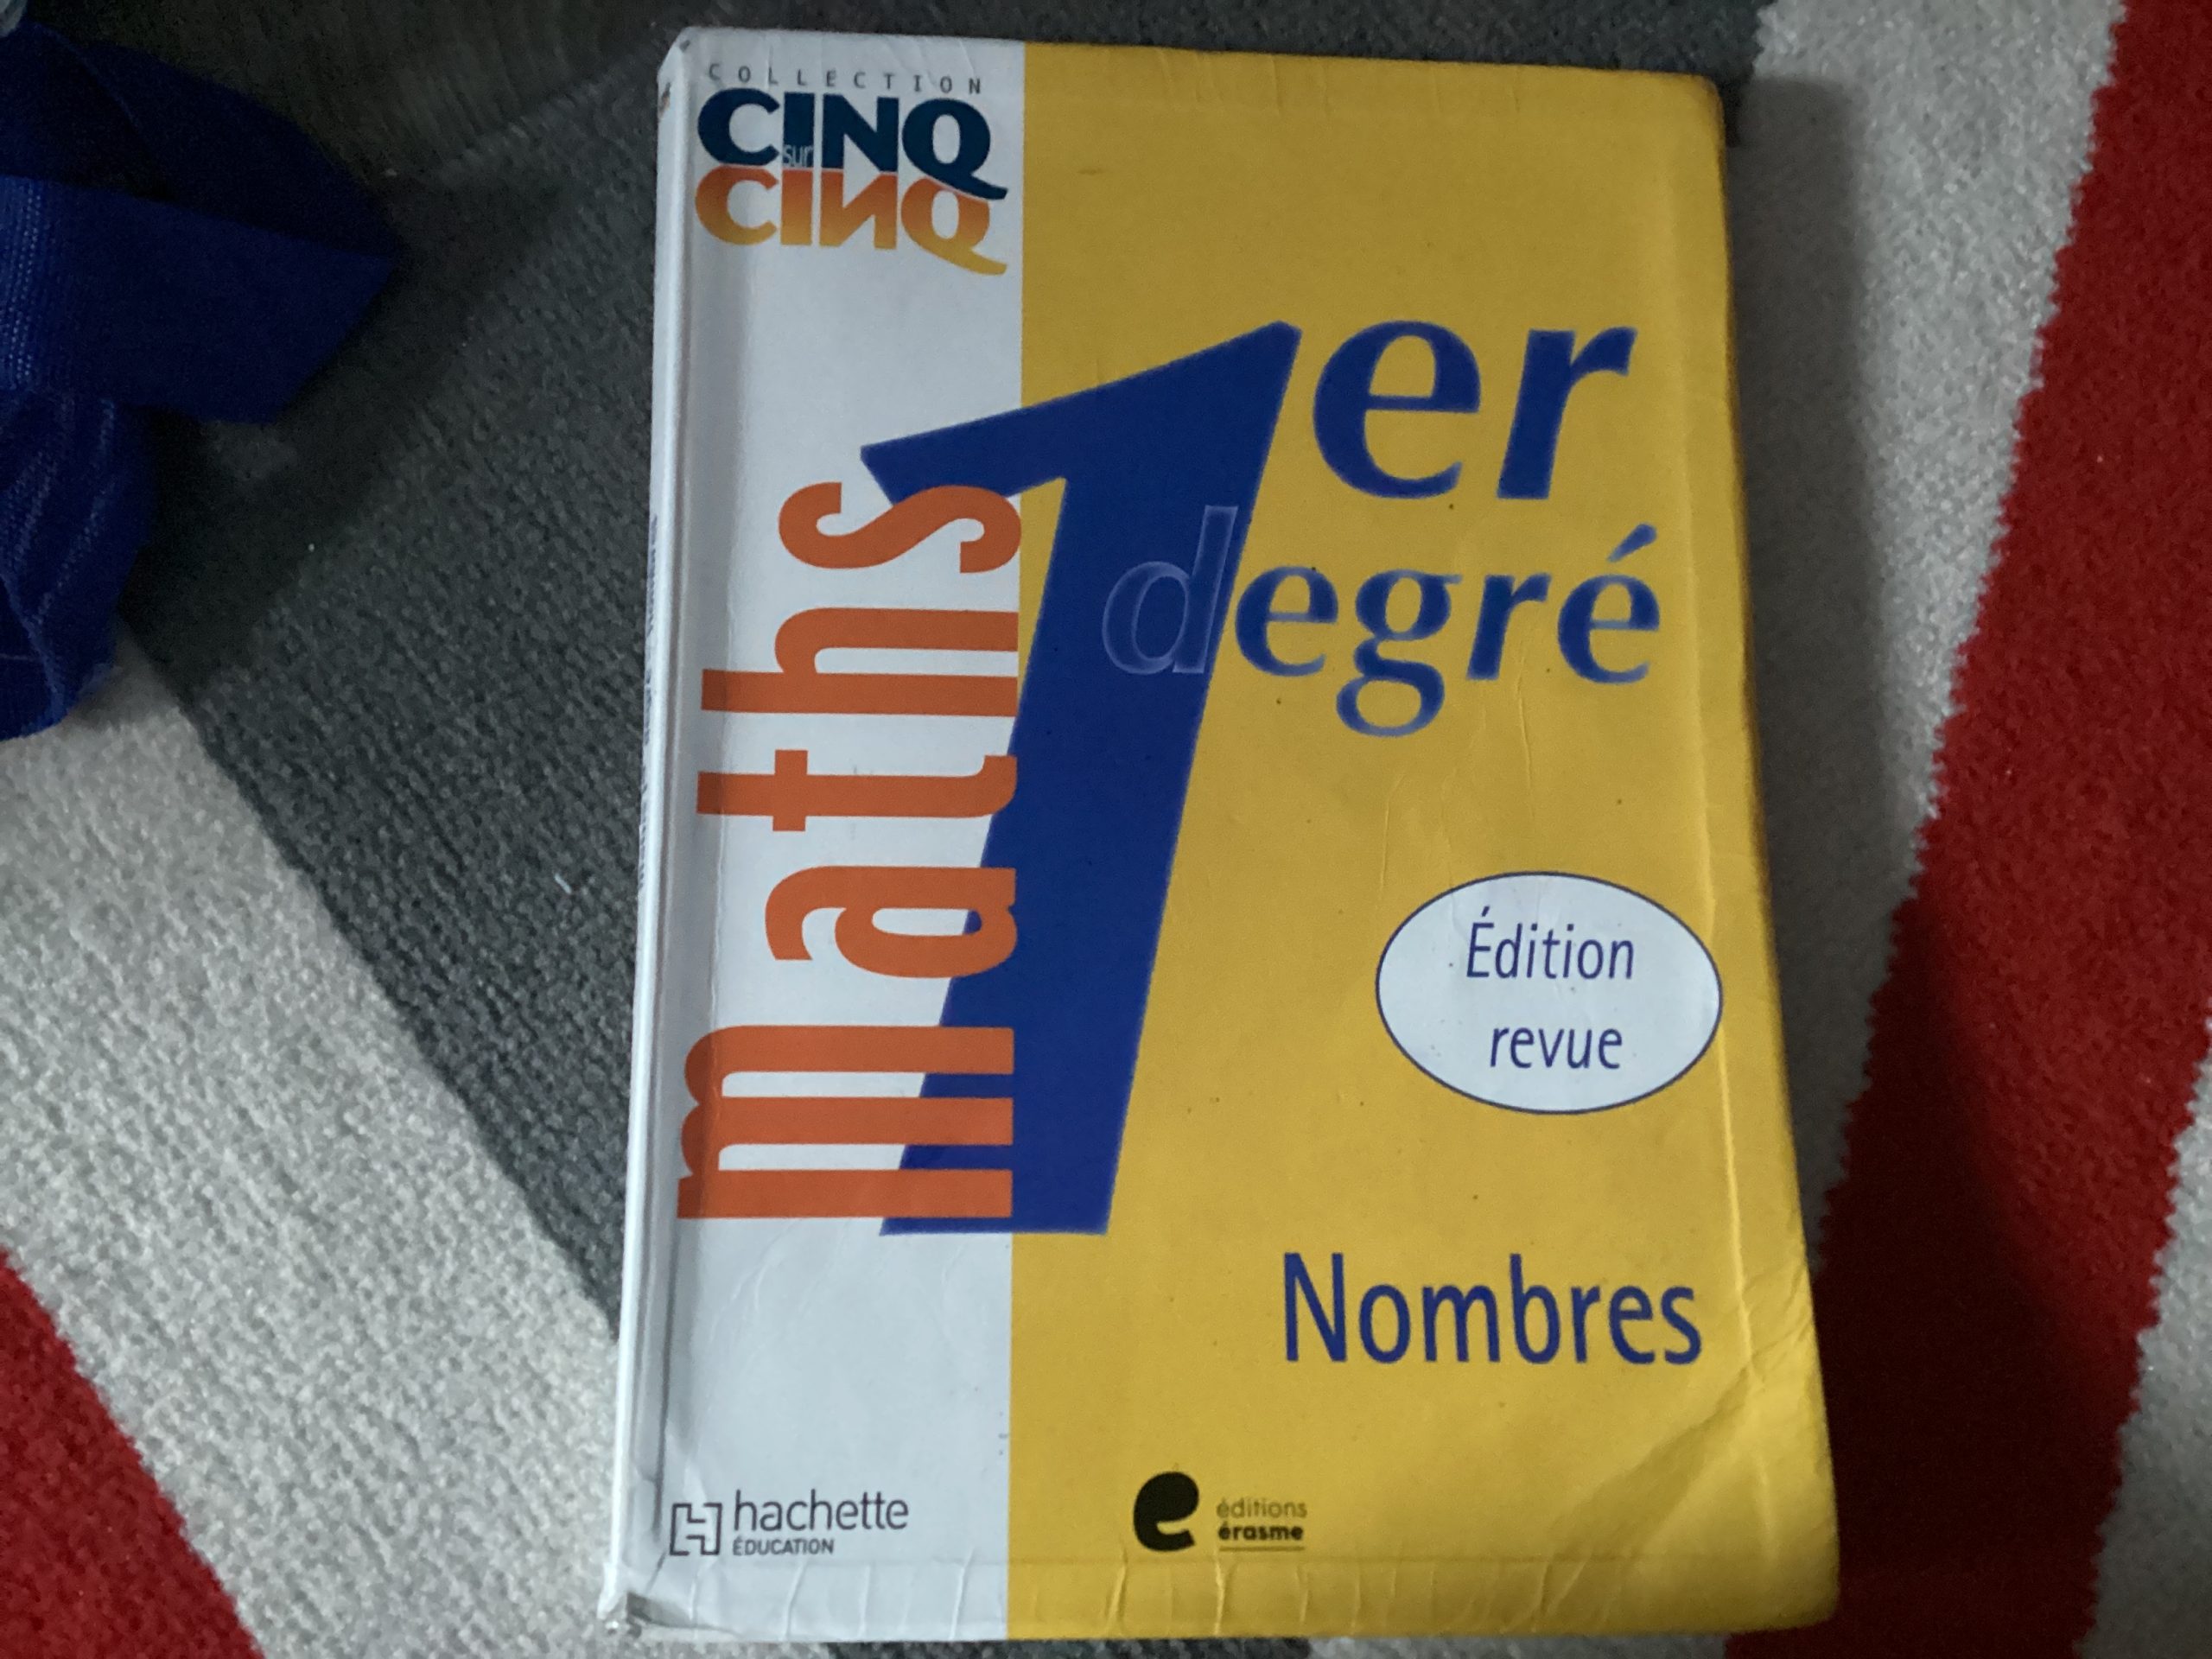 COLLECTION
CINQ
sur
CINQ
1er
degré
maths
Édition
revue
Nombres
hachette
ÉDUCATION
éditions
érasme